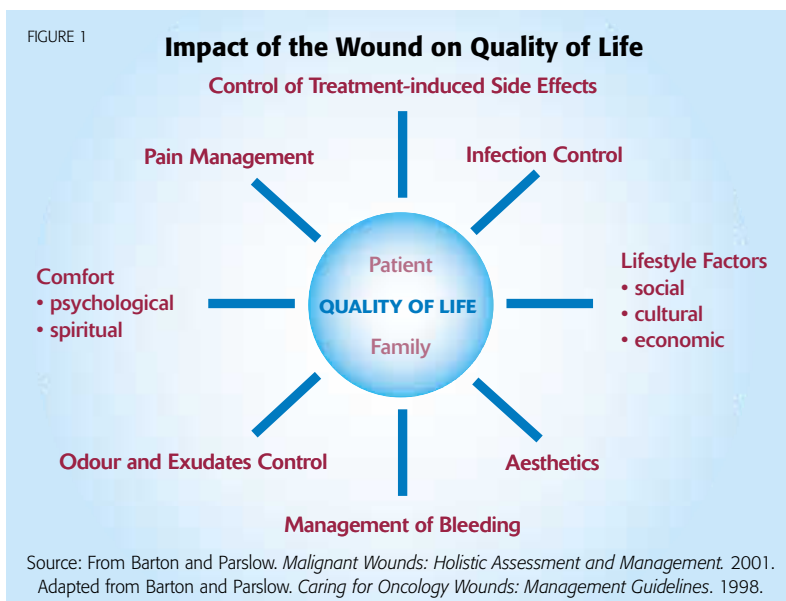 FIGURE 1
Impact of the Wound on Quality of Life
Control of Treatment-induced Side Effects
Pain Management
Infection Control
Comfort
• psychological
• spiritual
Patient
QUALITY OF LIFE
Family
Lifestyle Factors
• social
• cultural
• economic
Odour and Exudates Control
Aesthetics
Management of Bleeding
Source: From Barton and Parslow. Malignant Wounds: Holistic Assessment and Management. 2001.
Adapted from Barton and Parslow. Caring for Oncology Wounds: Management Guidelines. 1998.